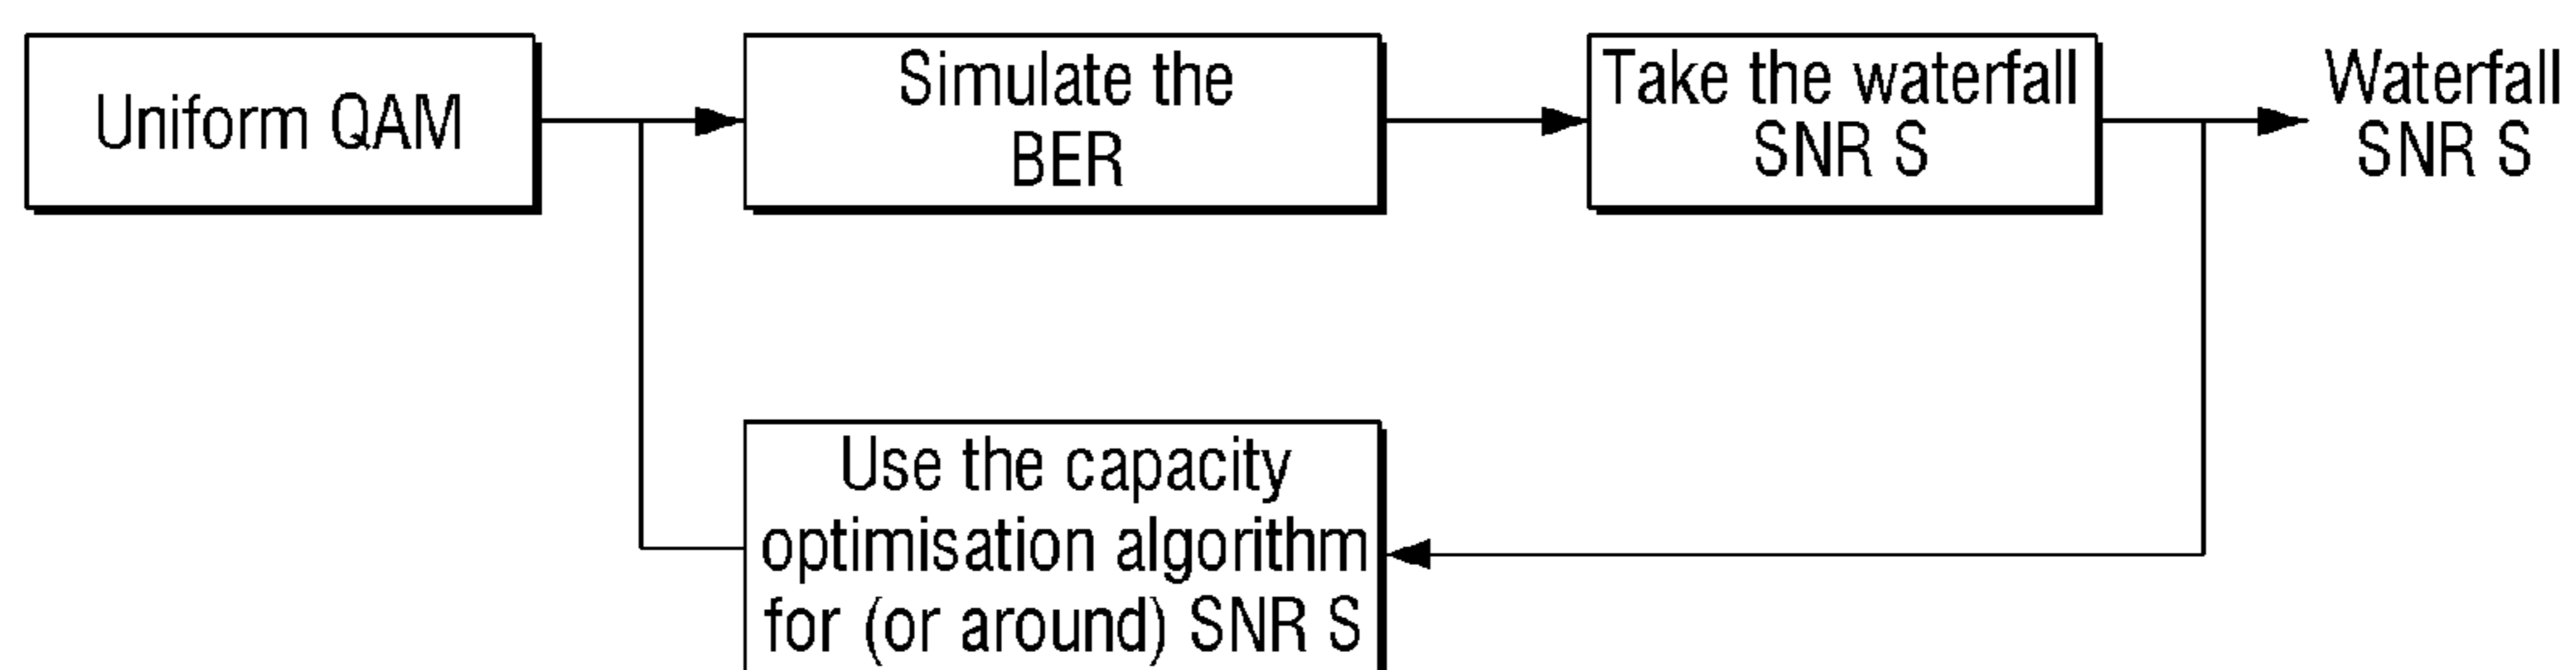 Uniform QAM
Simulate the
BER
Take the waterfall
SNR S
Waterfall
SNR S
Use the capacity
optimisation algorithm
for (or around) SNR S